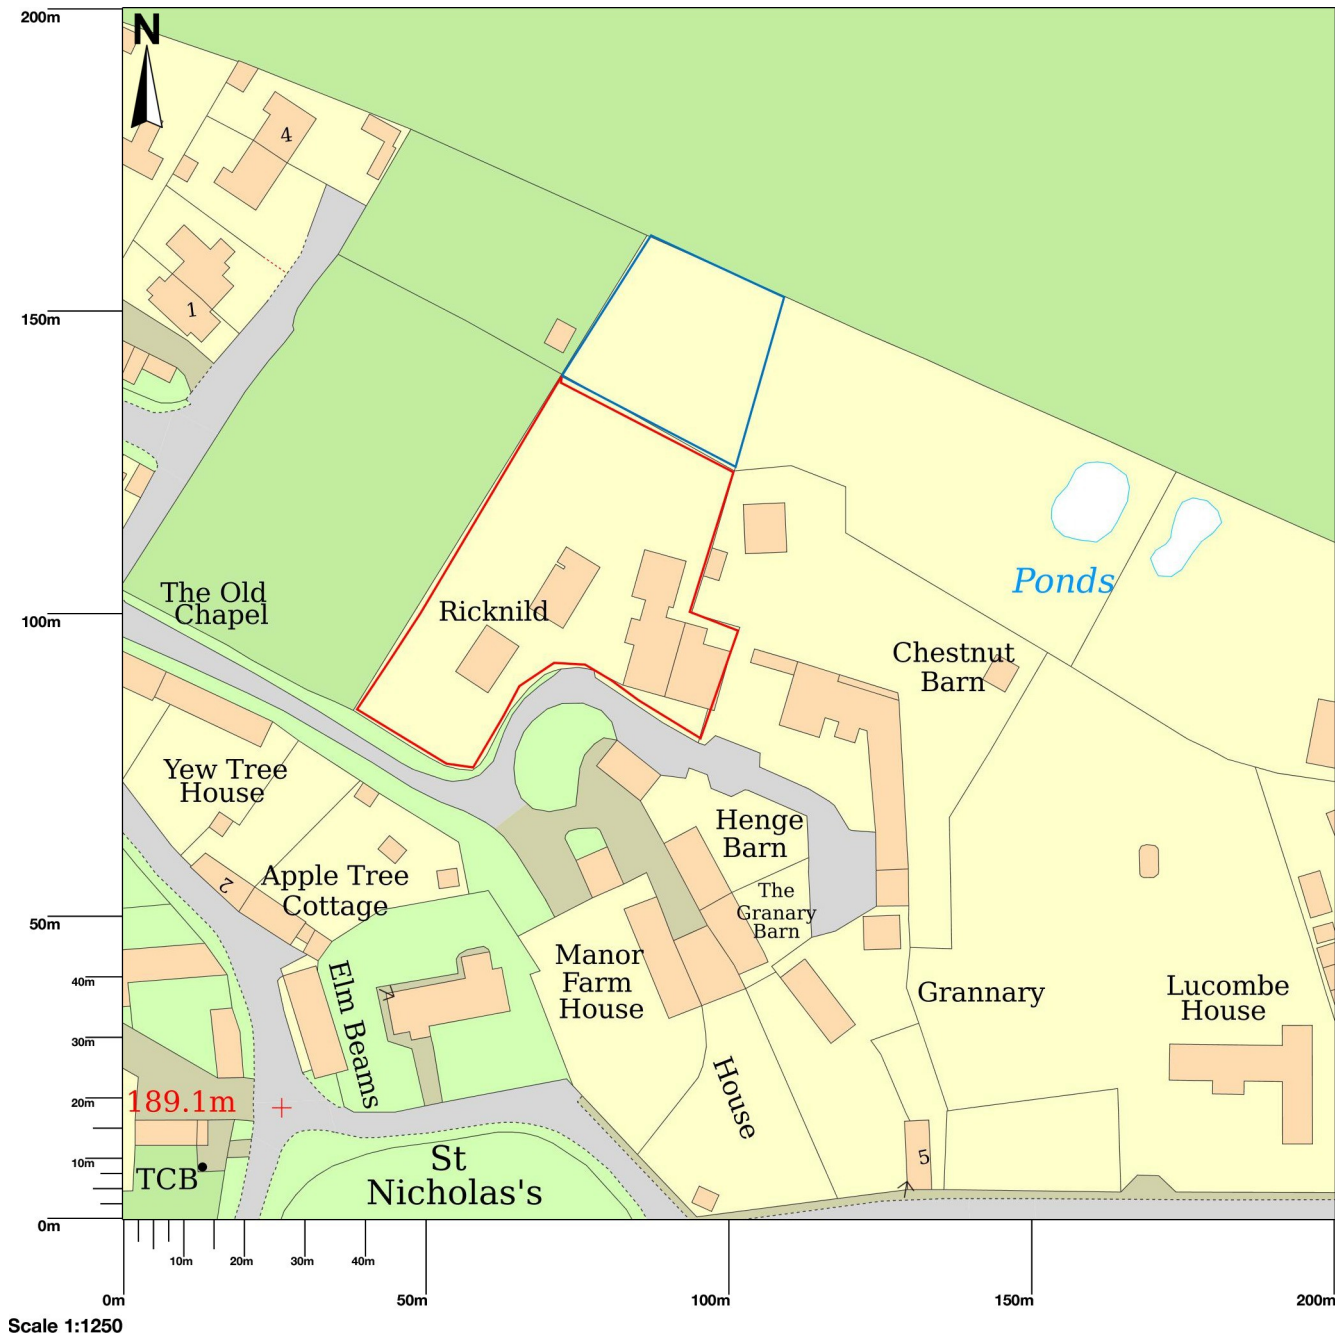 200m
N
4
1
150m
100m
The Old
Chapel
Ricknild
Ponds
Chestnut
Barn
Yew Tree
House
Henge
Barn
2
Apple Tree
Cottage
The
Granary
Barn
50m
Manor
Farm
House
Elm Beams
40m
Grannary
Lucombe
House
30m
House
20m
189.1m
10m
TCB
St
Nicholas's
5
0m
10m
20m
30m
40m
0m
50m
100m
150m
200m
Scale 1:1250